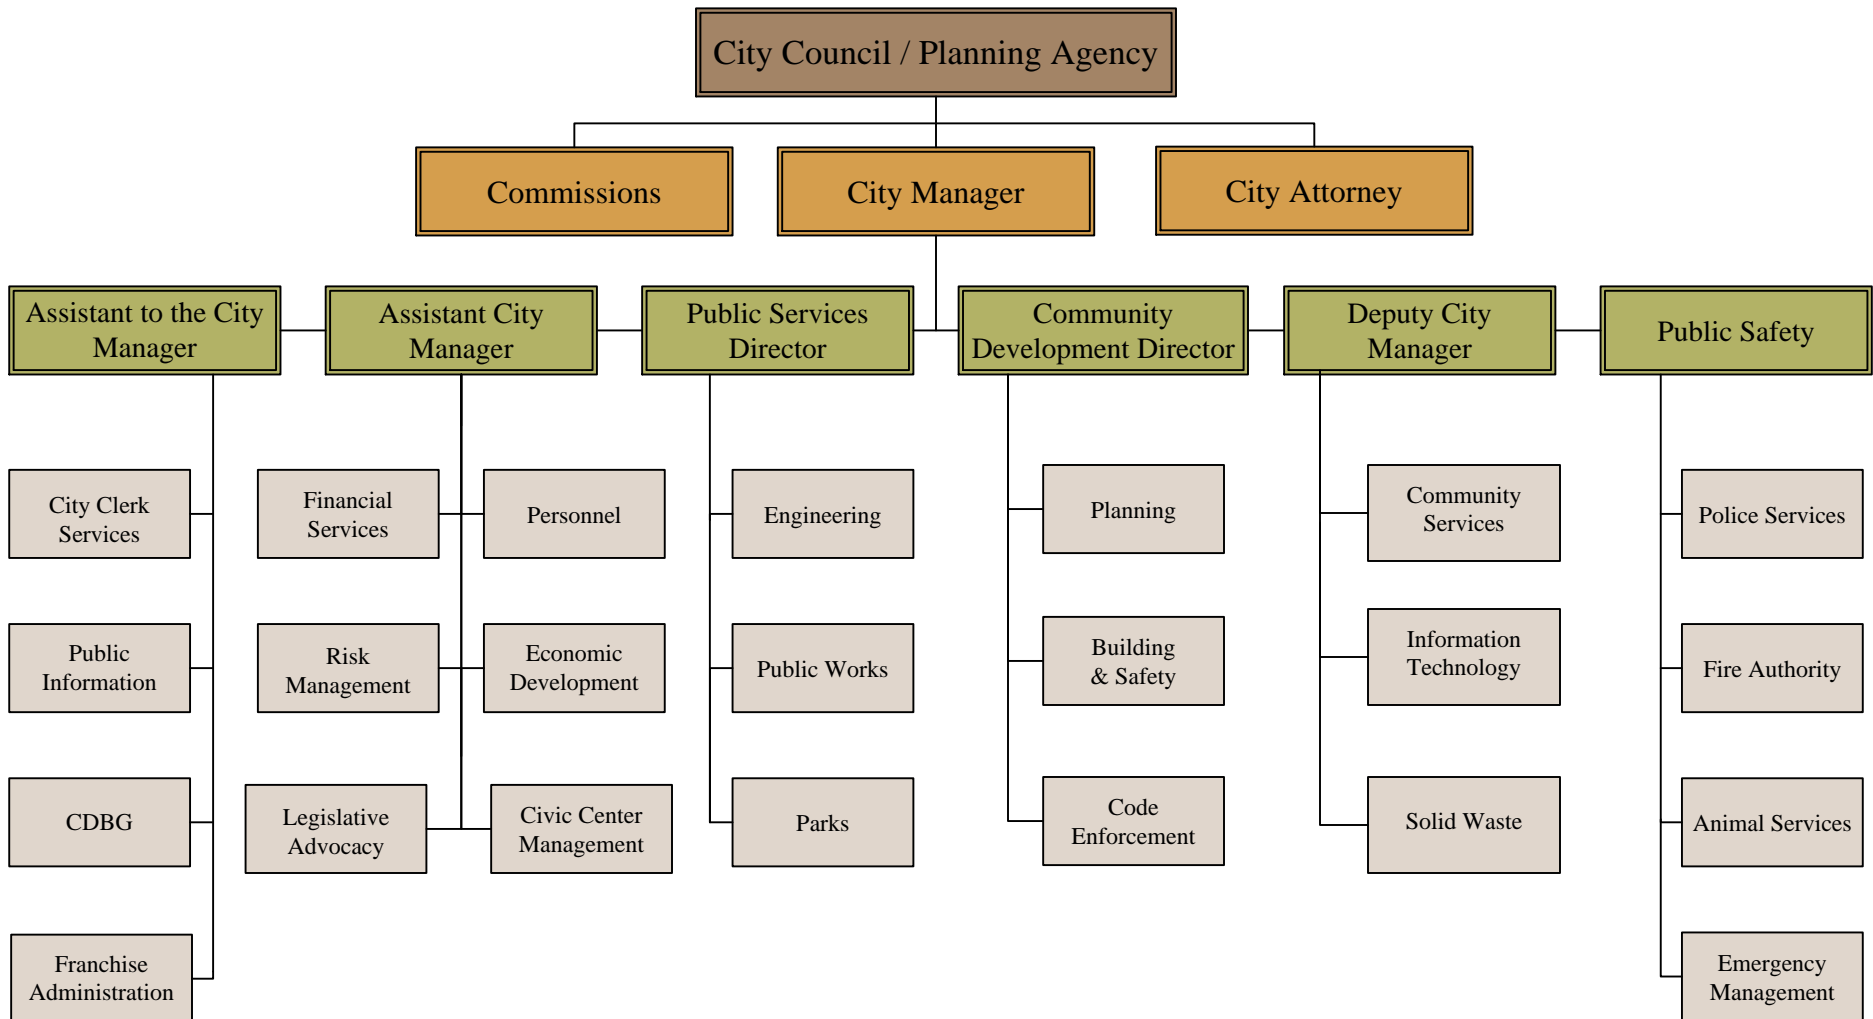 City Council / Planning Agency
Commissions
City Manager
City Attorney
Assistant to the City
Manager
Assistant City
Manager
Public Services
Director
Community
Development Director
Deputy City
Manager
Public Safety
City Clerk
Services
Financial
Services
Personnel
Engineering
Planning
Community
Services
Police Services
Public
Information
Risk
Management
Economic
Development
Public Works
Building
& Safety
Information
Technology
Fire Authority
CDBG
Legislative
Advocacy
Civic Center
Management
Parks
Code
Enforcement
Solid Waste
Animal Services
Franchise
Administration
Emergency
Management